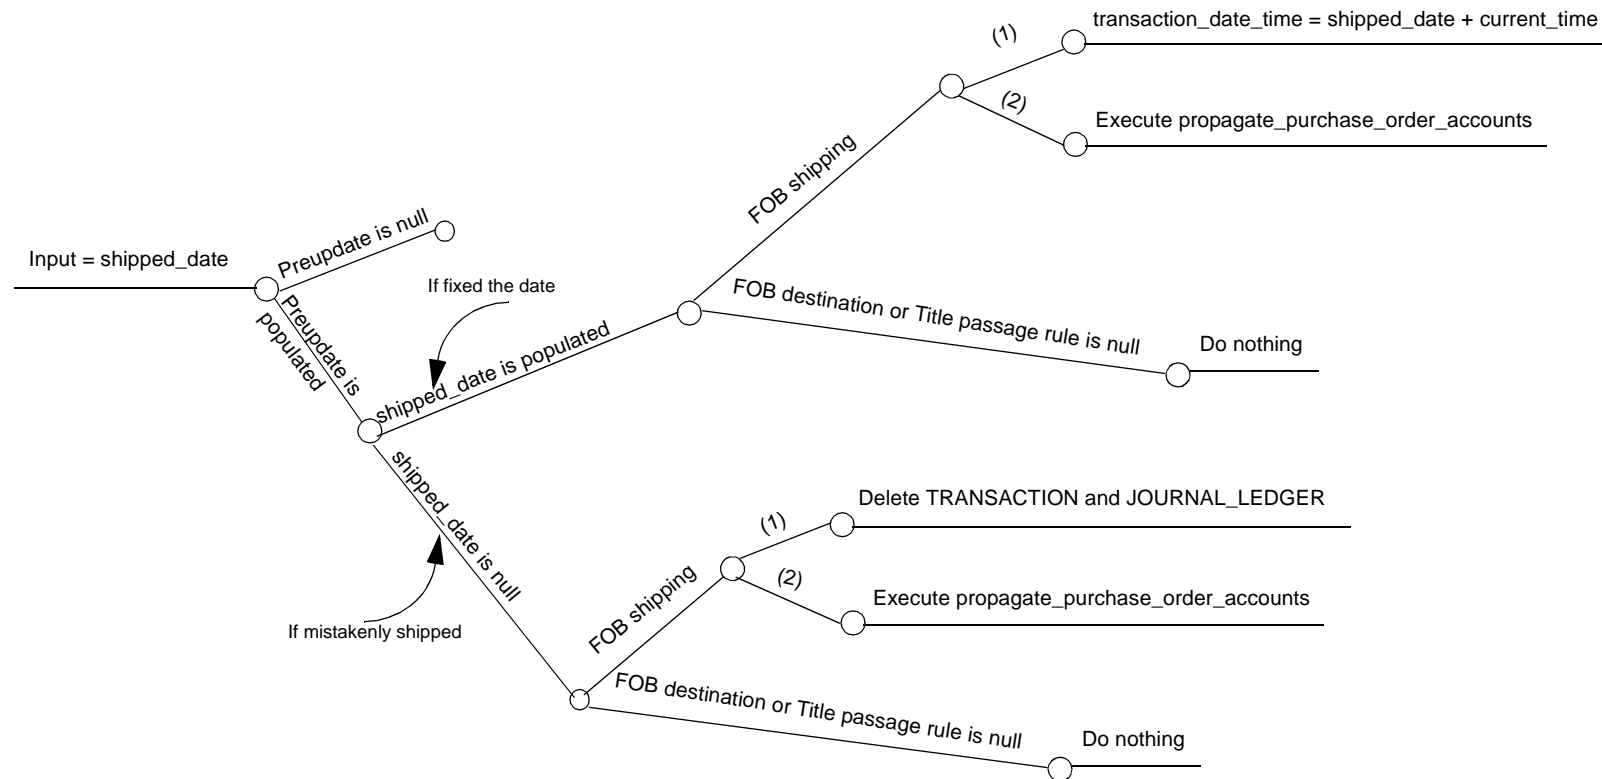 transaction_date_time = shipped_date + current_time
(1)
(2)
Execute propagate_purchase_order_accounts
FOB shipping
Preupdate is null
Input = shipped_date
If fixed the date
FOB destination or Title passage rule is null
Do nothing
Preupdate is
populated
shipped_date is populated
shipped_date is null
Delete TRANSACTION and JOURNAL_LEDGER
(1)
(2)
Execute propagate_purchase_order_accounts
FOB shipping
If mistakenly shipped
FOB destination or Title passage rule is null
Do nothing